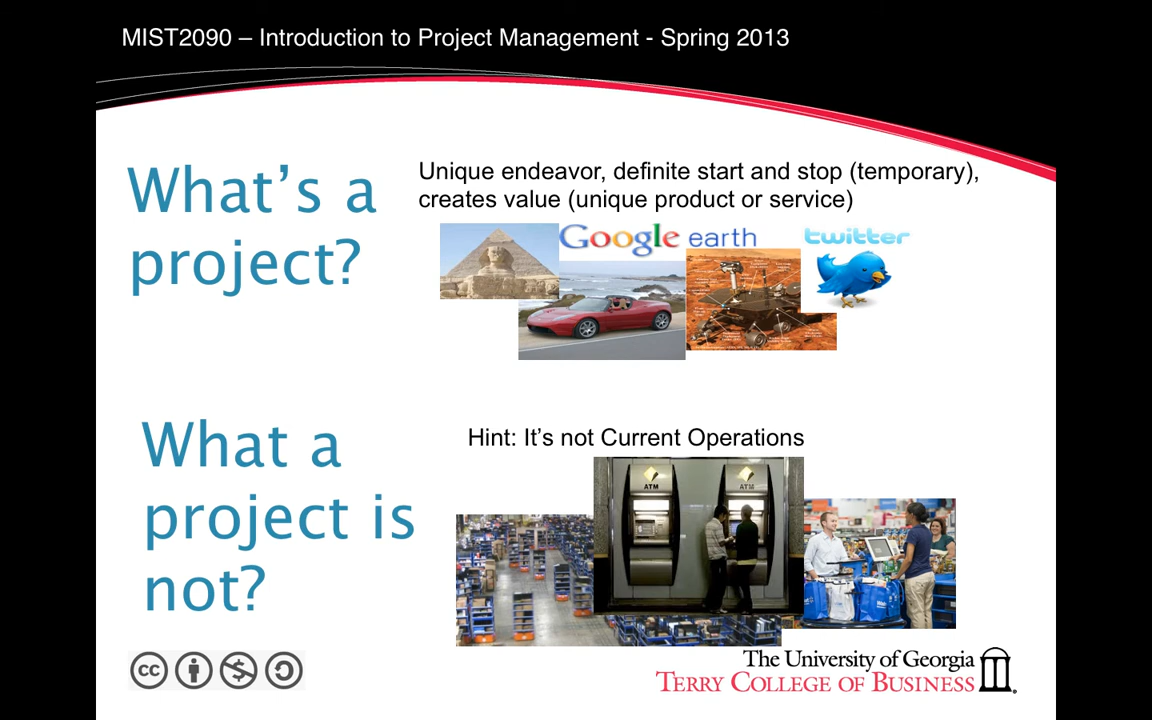 MIST2090 – Introduction to Project Management - Spring 2013
What’s a
project?
Unique endeavor, definite start and stop (temporary),
creates value (unique product or service)
Google earth
twitter
What a
project is
not?
Hint: It’s not Current Operations
ATM
ATM
cc
The University of Georgia
TERRY COLLEGE OF BUSINESS